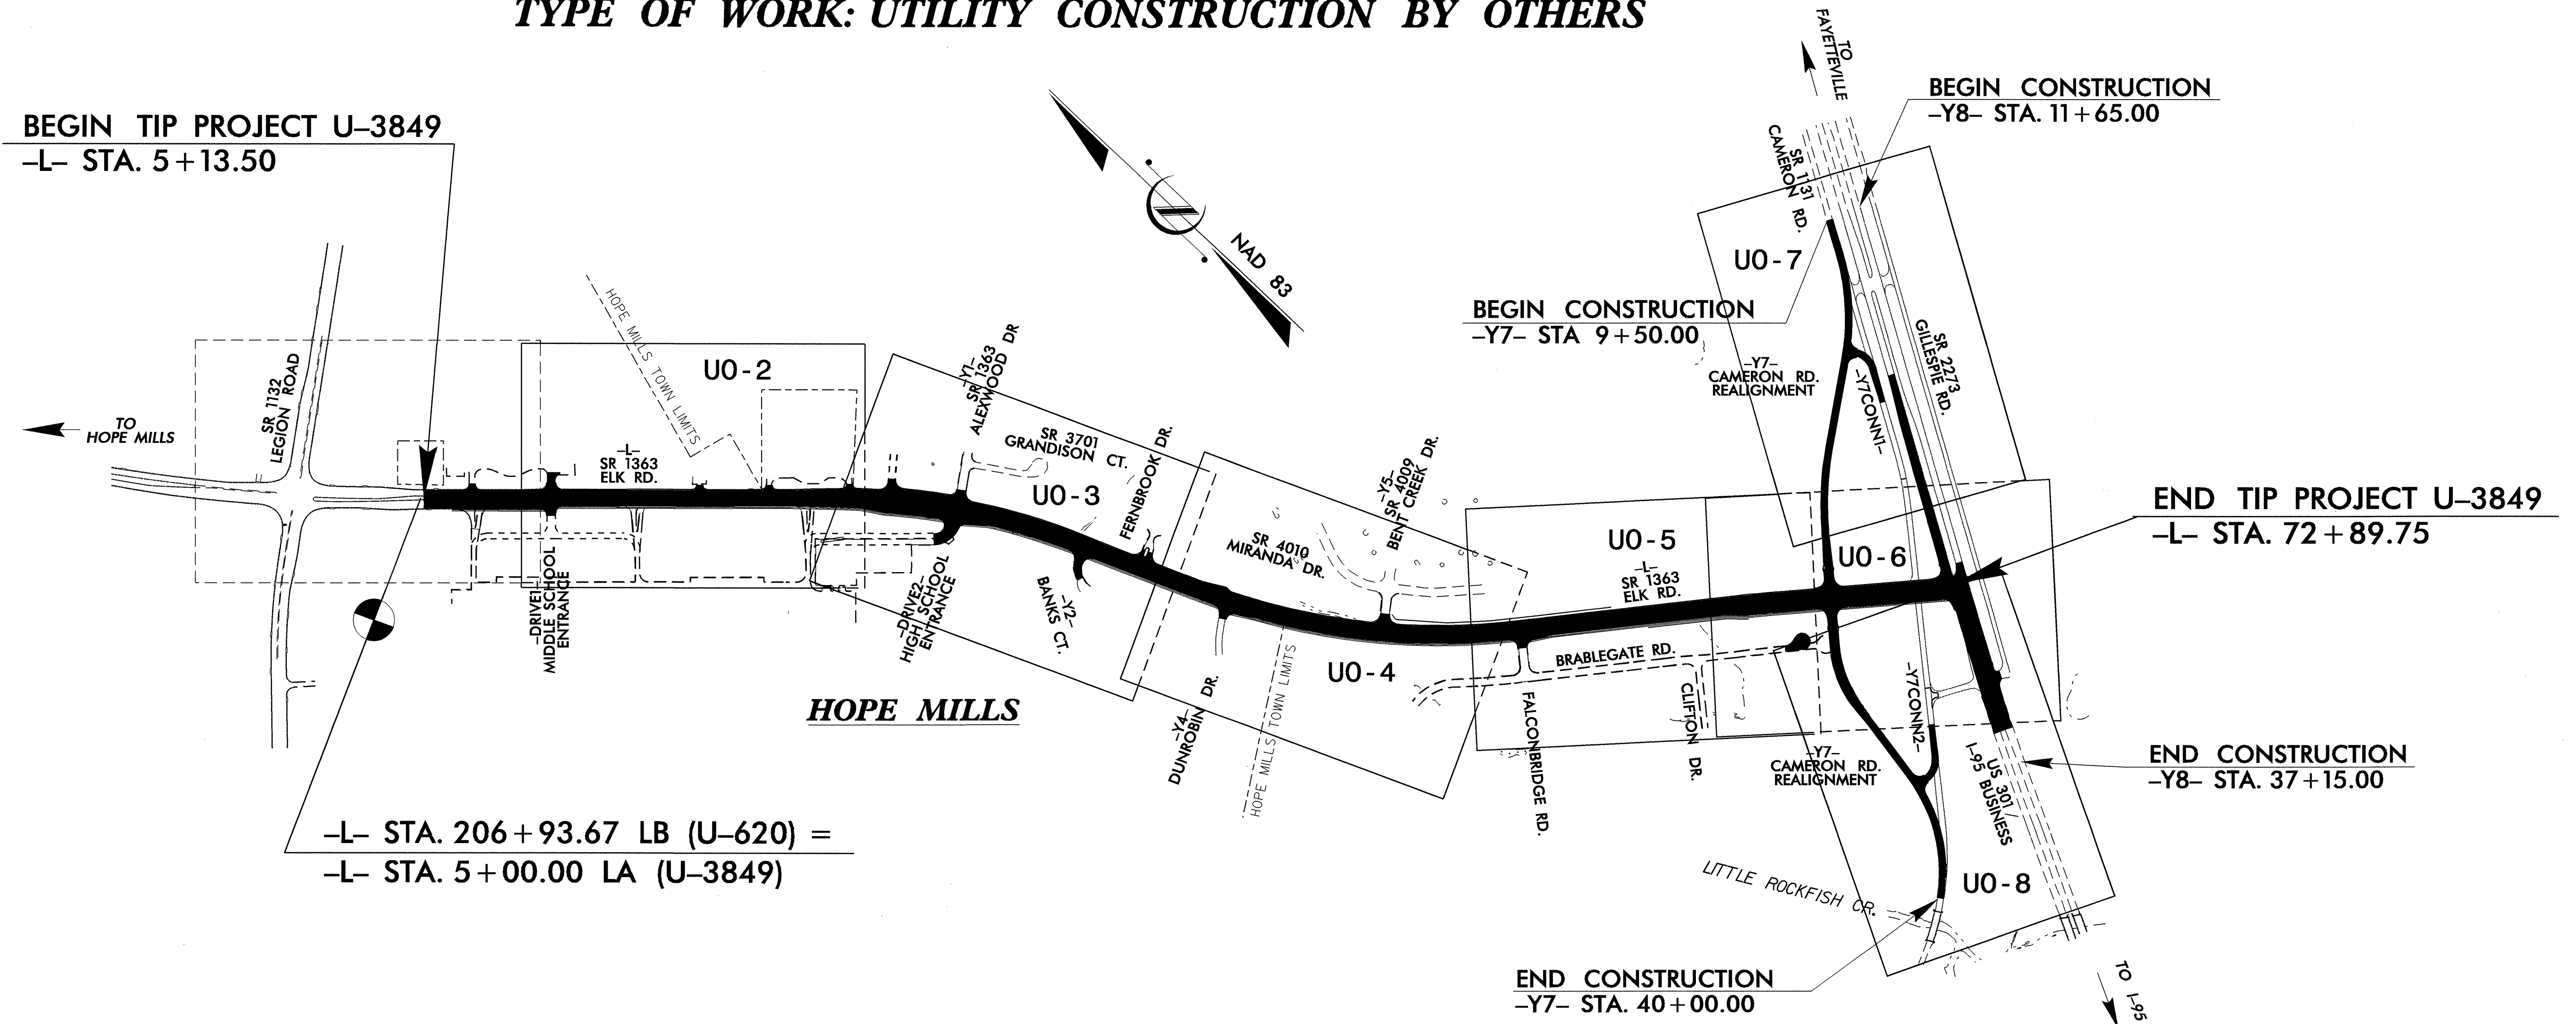 TYPE OF WORK: UTILITY CONSTRUCTION BY OTHERS
BEGIN TIP PROJECT U–3849
–L– STA. 5+13.50
TO
HOPE MILLS
SR 1132
LEGION ROAD
HOPE MILLS TOWN LIMITS
UO-2
–L–
SR 1363
ELK RD.
–DRIVE1–
MIDDLE SCHOOL
ENTRANCE
–L– STA. 206+93.67 LB (U–620) =
–L– STA. 5+00.00 LA (U–3849)
HOPE MILLS
–DRIVE2–
HIGH SCHOOL
ENTRANCE
–Y1–
SR 1363
ALEXWOOD DR
SR 3701
GRANDISON CT.
UO-3
FERNBROOK DR.
–Y2–
BANKS CT.
NAD 83
SR 4010
MIRANDA DR.
–Y5–
SR 4009
BENT CREEK DR.
UO-4
–Y4–
DUNROBIN DR.
HOPE MILLS TOWN LIMITS
UO-5
–L–
SR 1363
ELK RD.
BRABLEGATE RD.
FALCONBRIDGE RD.
CLIFTON DR.
UO-6
TO
FAYETTEVILLE
BEGIN CONSTRUCTION
–Y8– STA. 11+65.00
SR 1131
CAMERON RD.
UO-7
BEGIN CONSTRUCTION
–Y7– STA 9+50.00
–Y7–
CAMERON RD.
REALIGNMENT
–Y7CONN1–
SR 2273
GILLESPIE RD.
END TIP PROJECT U–3849
–L– STA. 72+89.75
–Y7CONN2–
–Y7–
CAMERON RD.
REALIGNMENT
US 301/
I-95 BUSINESS
END CONSTRUCTION
–Y8– STA. 37+15.00
UO-8
LITTLE ROCKFISH CR.
END CONSTRUCTION
–Y7– STA. 40+00.00
TO I-95